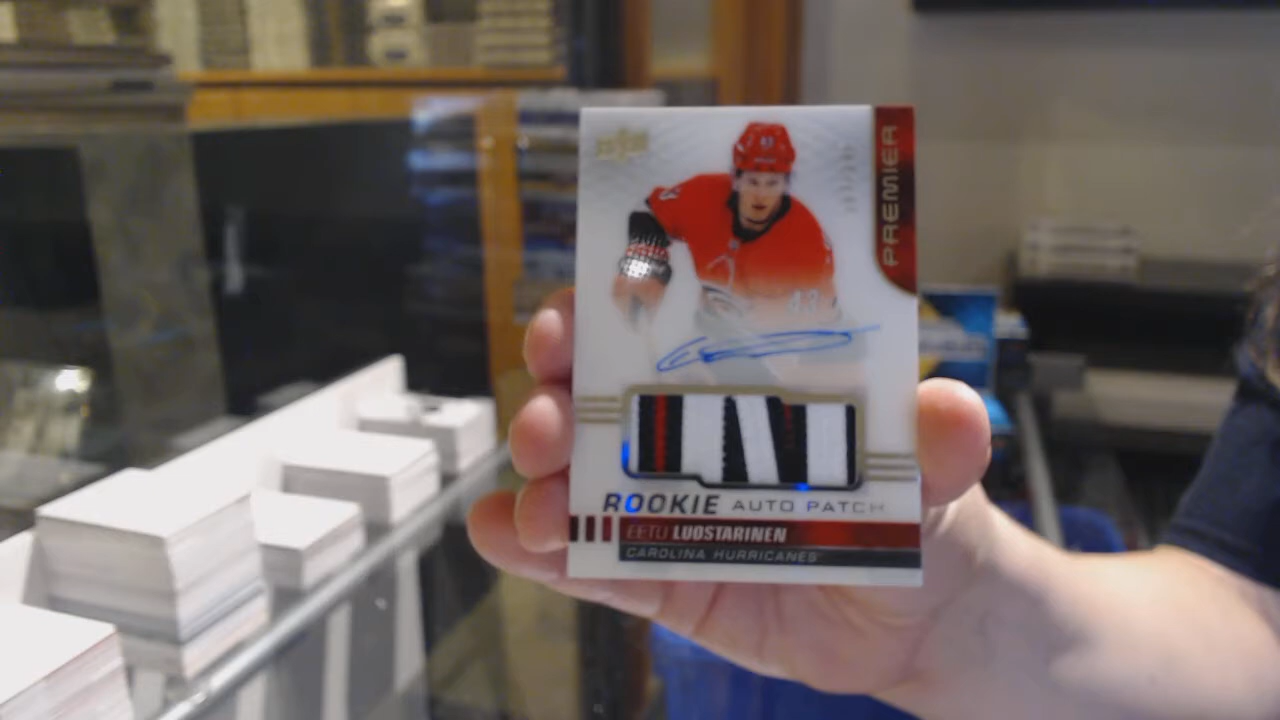 PREMIER
ROOKIE AUTO PATCH
EETU LUOSTARINEN
CAROLINA HURRICANES